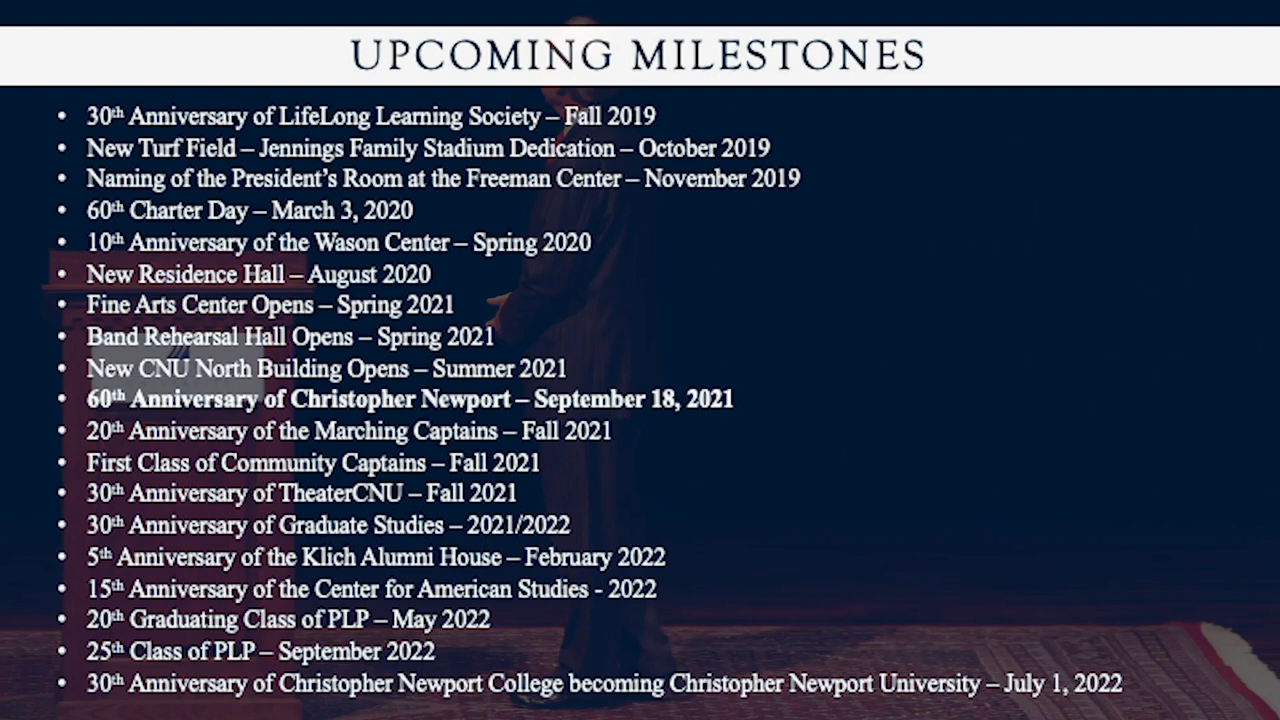 UPCOMING MILESTONES
• 30th Anniversary of LifeLong Learning Society – Fall 2019
• New Turf Field – Jennings Family Stadium Dedication – October 2019
• Naming of the President’s Room at the Freeman Center – November 2019
• 60th Charter Day – March 3, 2020
• 10th Anniversary of the Wason Center – Spring 2020
• New Residence Hall – August 2020
• Fine Arts Center Opens – Spring 2021
• Band Rehearsal Hall Opens – Spring 2021
• New CNU North Building Opens – Summer 2021
• 60th Anniversary of Christopher Newport – September 18, 2021
• 20th Anniversary of the Marching Captains – Fall 2021
• First Class of Community Captains – Fall 2021
• 30th Anniversary of TheaterCNU – Fall 2021
• 30th Anniversary of Graduate Studies – 2021/2022
• 5th Anniversary of the Klich Alumni House – February 2022
• 15th Anniversary of the Center for American Studies - 2022
• 20th Graduating Class of PLP – May 2022
• 25th Class of PLP – September 2022
• 30th Anniversary of Christopher Newport College becoming Christopher Newport University – July 1, 2022